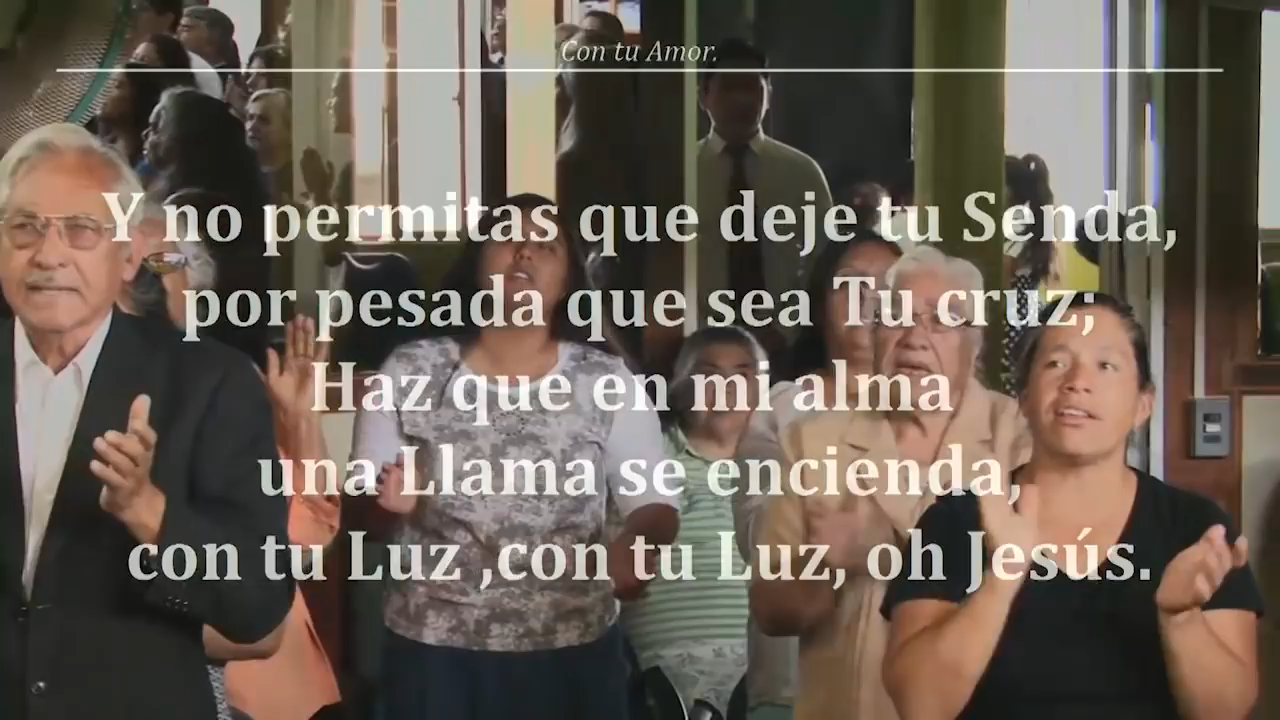 Con tu Amor.
Y no permitas que deje tu Senda,
por pesada que sea Tu cruz;
Haz que en mi alma
una Llama se encienda,
con tu Luz ,con tu Luz, oh Jesús.